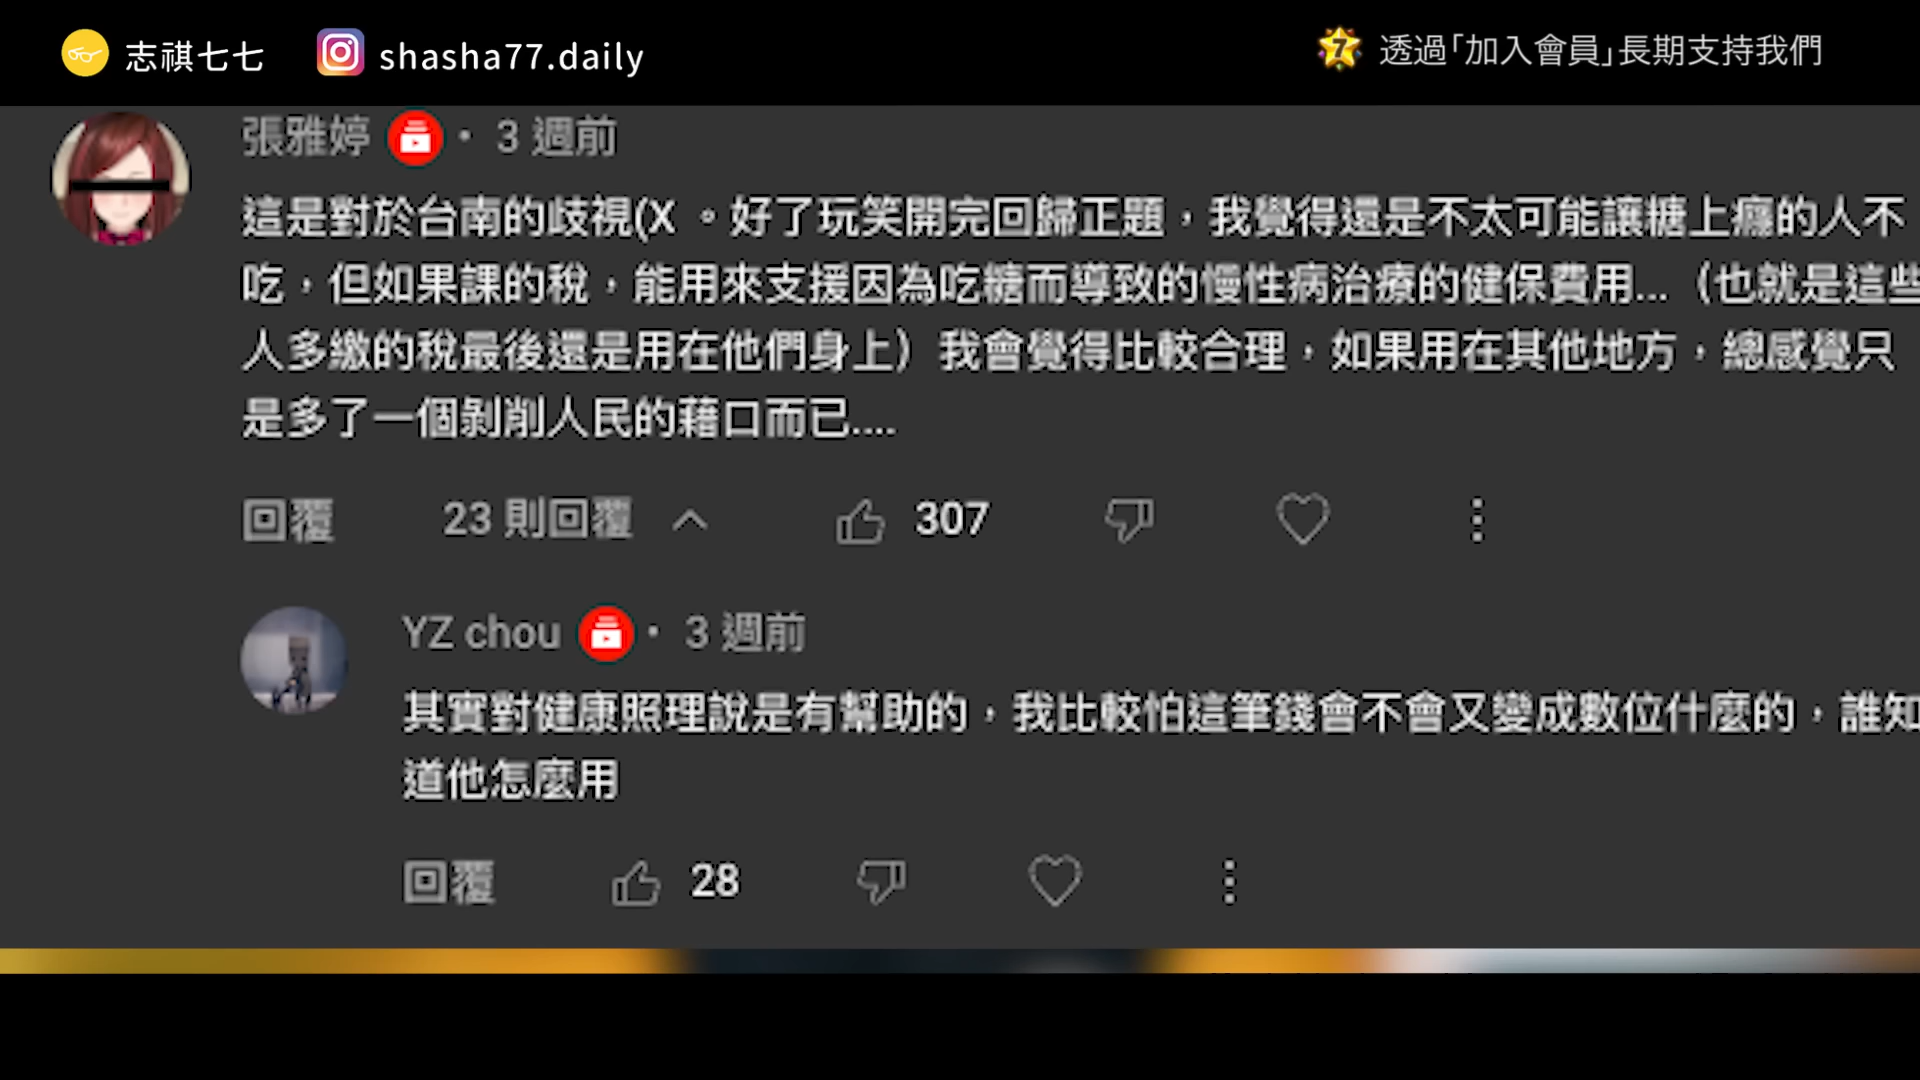 志祺七七
shasha77.daily
透過「加入會員」長期支持我們
張雅婷 · 3 週前
這是對於台南的歧視(X 。好了玩笑開完回歸正題，我覺得還是不太可能讓糖上癮的人不
吃，但如果課的稅，能用來支援因為吃糖而導致的慢性病治療的健保費用...（也就是這些
人多繳的稅最後還是用在他們身上）我會覺得比較合理，如果用在其他地方，總感覺只
是多了一個剝削人民的藉口而已....
回覆 23 則回覆 307
YZ chou · 3 週前
其實對健康照理說是有幫助的，我比較怕這筆錢會不會又變成數位什麼的，誰知
道他怎麼用
回覆 28